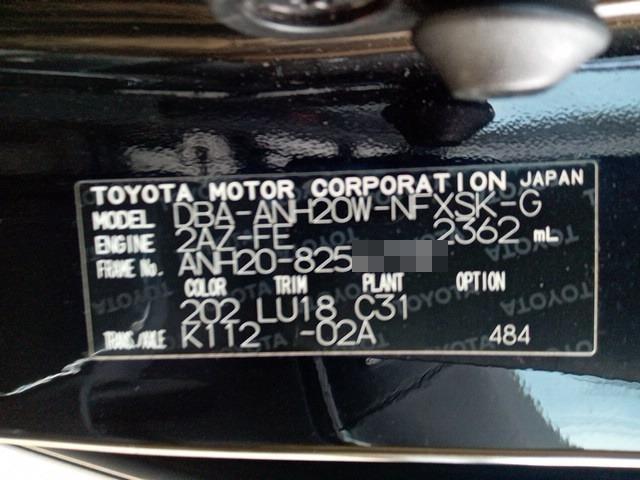 TOYOTA MOTOR CORPORATION JAPAN
MODEL DBA-ANH20W-NFXSK-G
ENGINE 2AZ-FE 2362 mL
FRAME No. ANH20-825
COLOR TRIM PLANT OPTION
202 LU18 C31
TRANS/AXLE K112 -02A 484